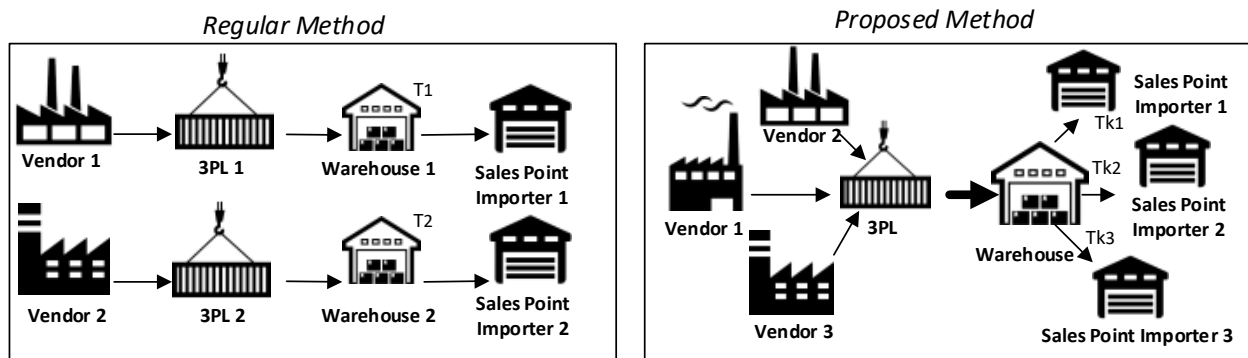 Regular Method
T1
Vendor 1
3PL 1
Warehouse 1
Sales Point
Importer 1
T2
Vendor 2
3PL 2
Warehouse 2
Sales Point
Importer 2
Proposed Method
Vendor 2
Vendor 1
Vendor 3
3PL
Warehouse
Tk1
Sales Point
Importer 1
Tk2
Sales Point
Importer 2
Tk3
Sales Point Importer 3